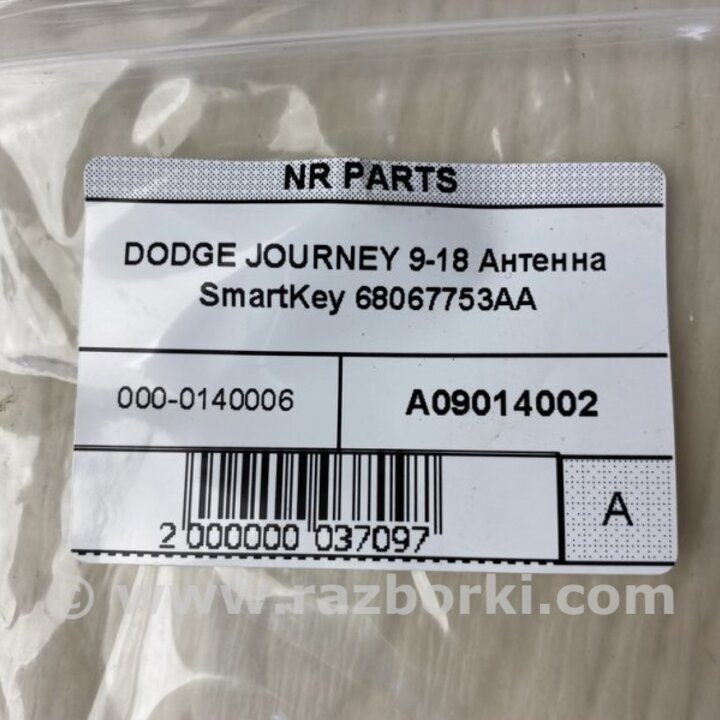 NR PARTS
DODGE JOURNEY 9-18 Антенна
SmartKey 68067753AA
000-0140006
A09014002
A
2 000000 037097
© www.razborki.com